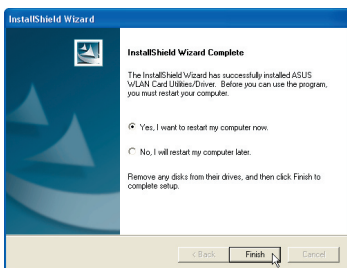 InstallShield Wizard
InstallShield Wizard Complete
The InstallShield Wizard has successfully installed ASUS
WLAN Card Utilities/Driver. Before you can use the program,
you must restart your computer.
Yes, I want to restart my computer now.
No, I will restart my computer later.
Remove any disks from their drives, and then click Finish to
complete setup.
< Back
Finish
Cancel